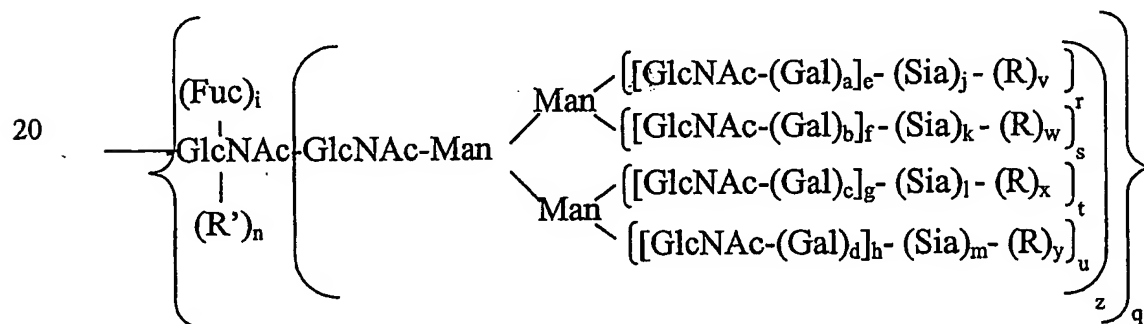 {[GlcNAc-(Gal)a]e- (Sia)j - (R)v}r
(Fuc)i
Man
20
{[GlcNAc-(Gal)b]f- (Sia)k - (R)w}s
GlcNAc-GlcNAc-Man
{[GlcNAc-(Gal)c]g- (Sia)l - (R)x}t
Man
(R’)n
{[GlcNAc-(Gal)d]h- (Sia)m - (R)y}u
z
q